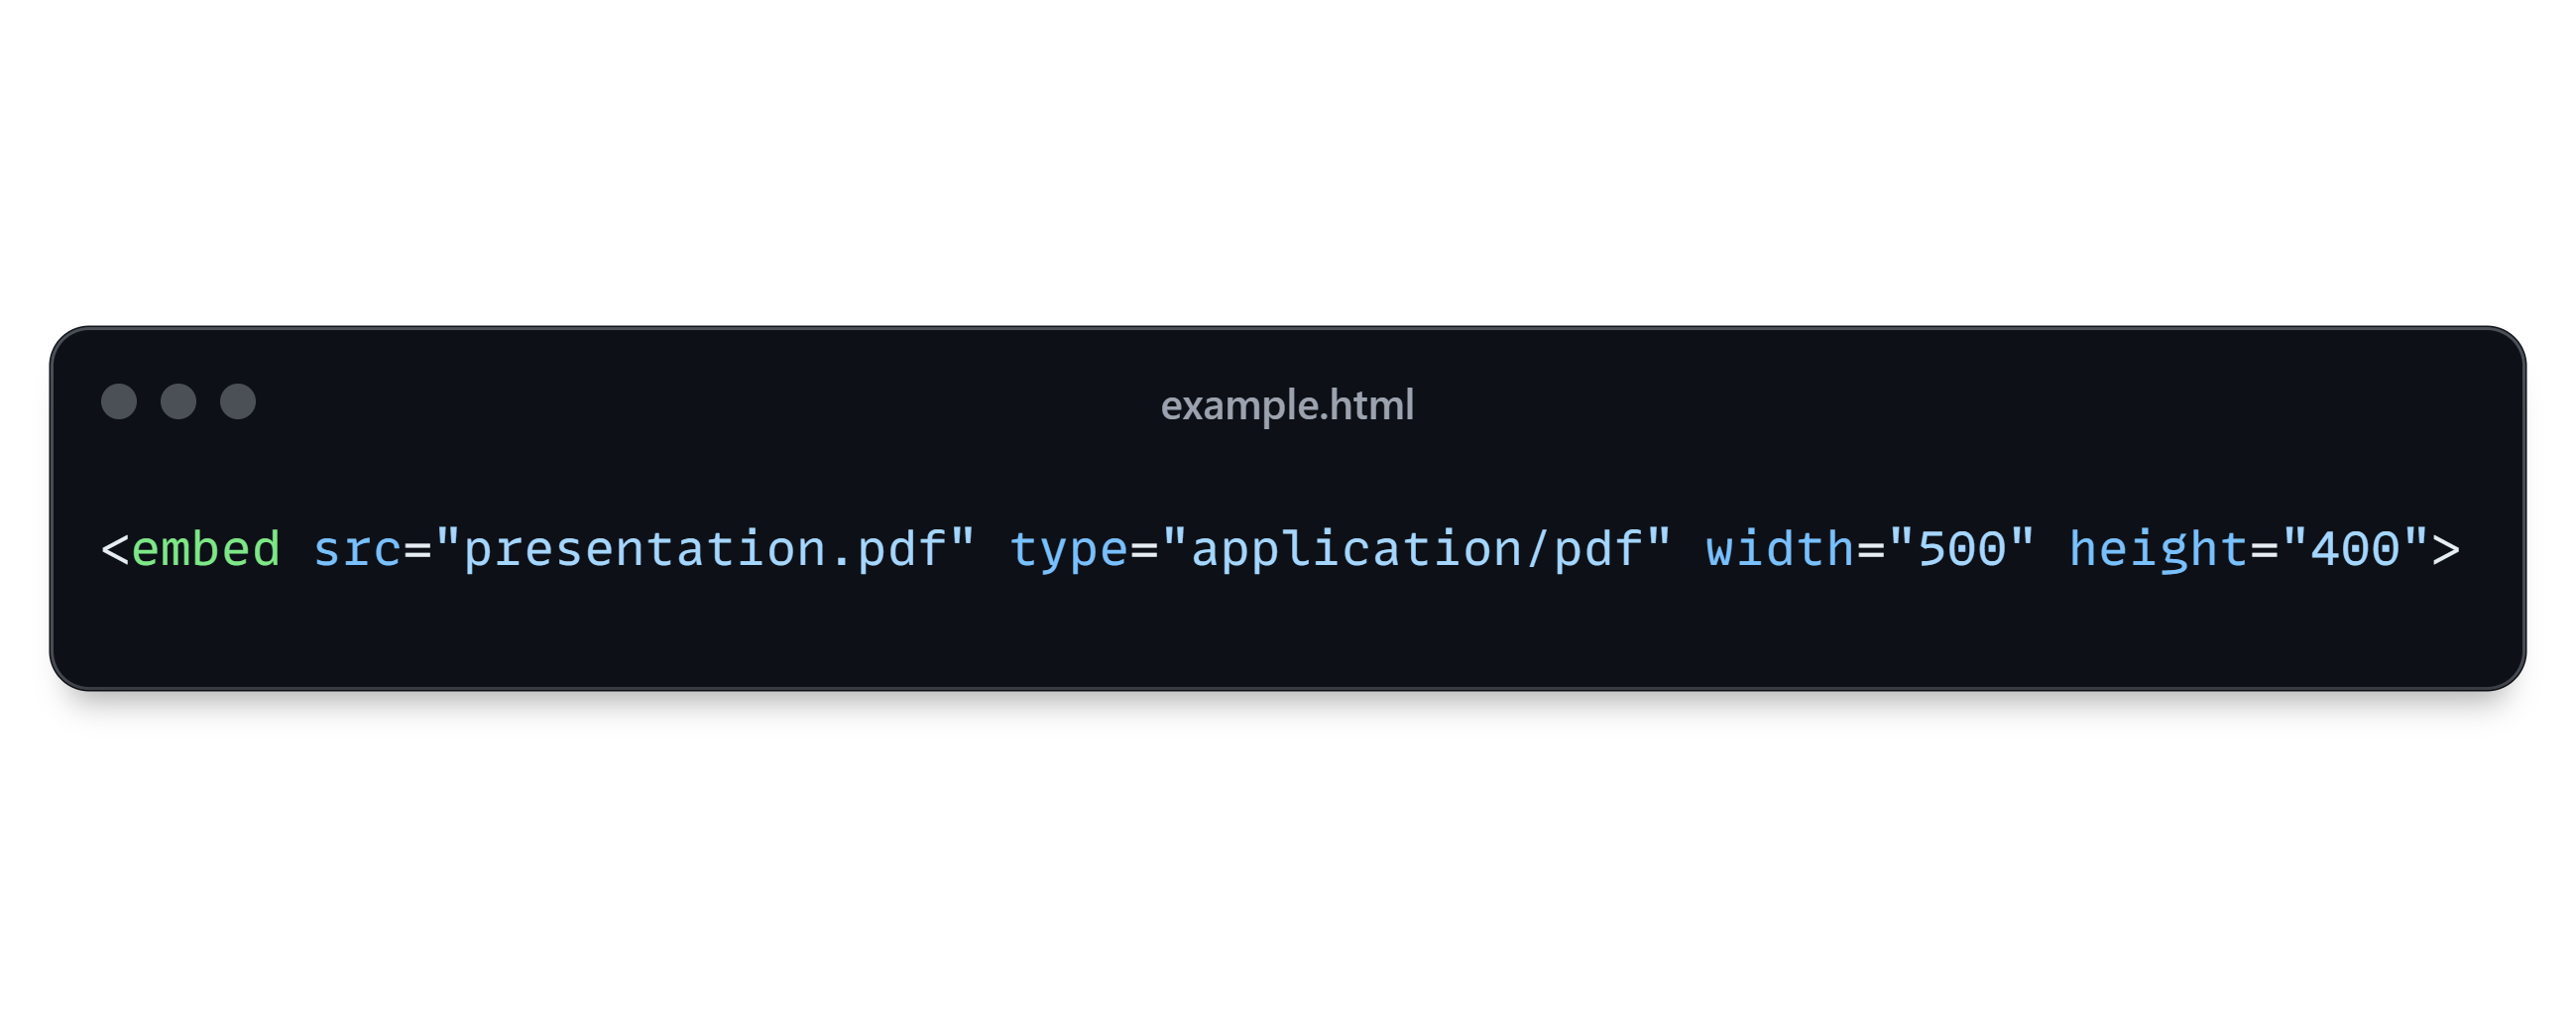 example.html
<embed src="presentation.pdf" type="application/pdf" width="500" height="400">